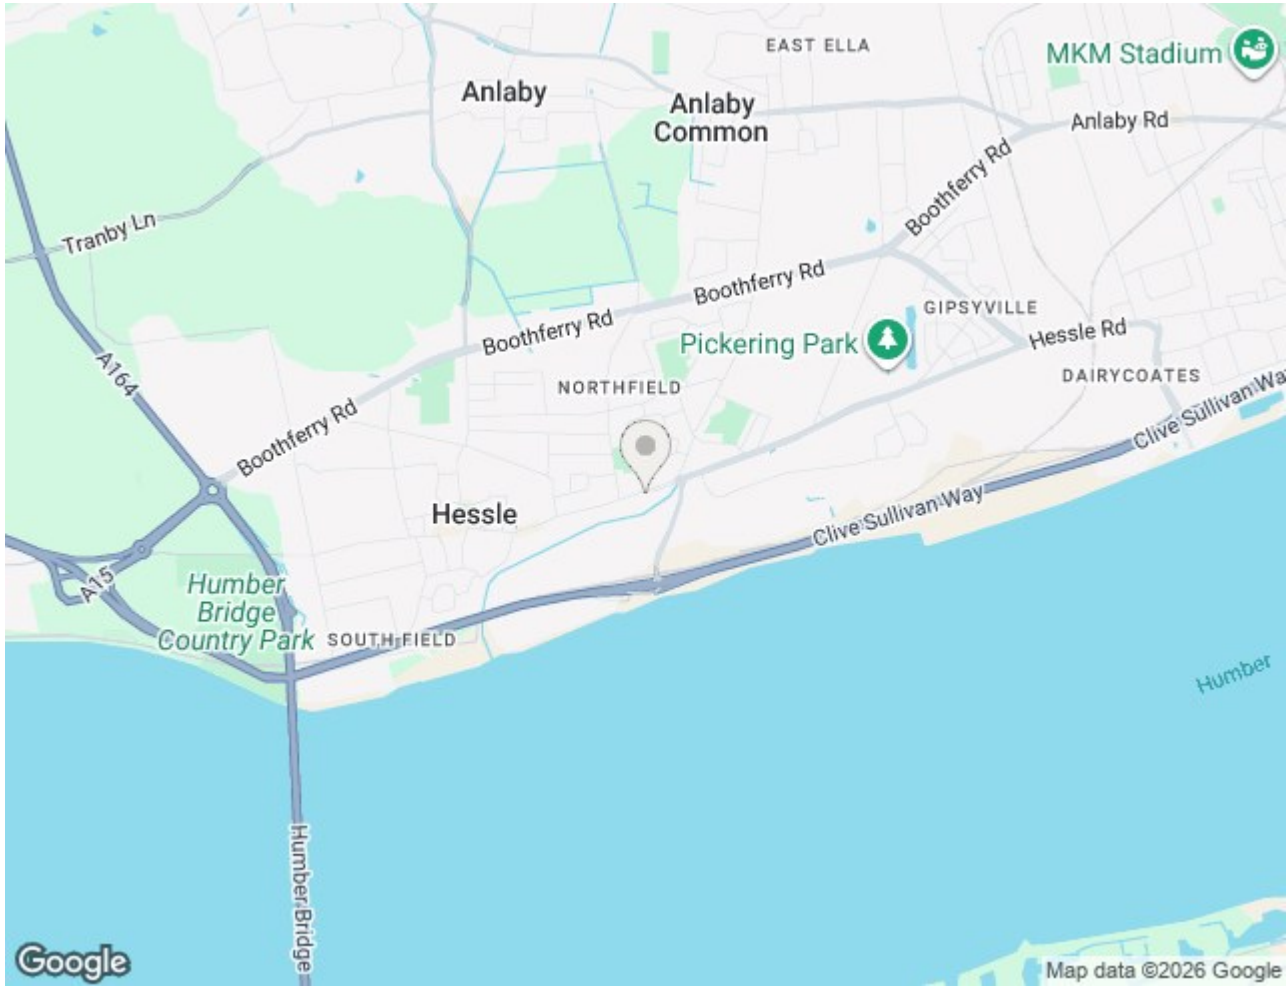 EAST ELLA
MKM Stadium
Anlaby
Anlaby
Common
Anlaby Rd
Boothferry Rd
Tranby Ln
Boothferry Rd
GIPSYVILLE
Boothferry Rd
Hessle Rd
Pickering Park
A164
NORTHFIELD
DAIRYCOATES
Clive Sullivan Way
Boothferry Rd
Hessle
Clive Sullivan Way
A15
Humber
Bridge
Country Park
SOUTH FIELD
Humber
Humber Bridge
Google
Map data ©2026 Google